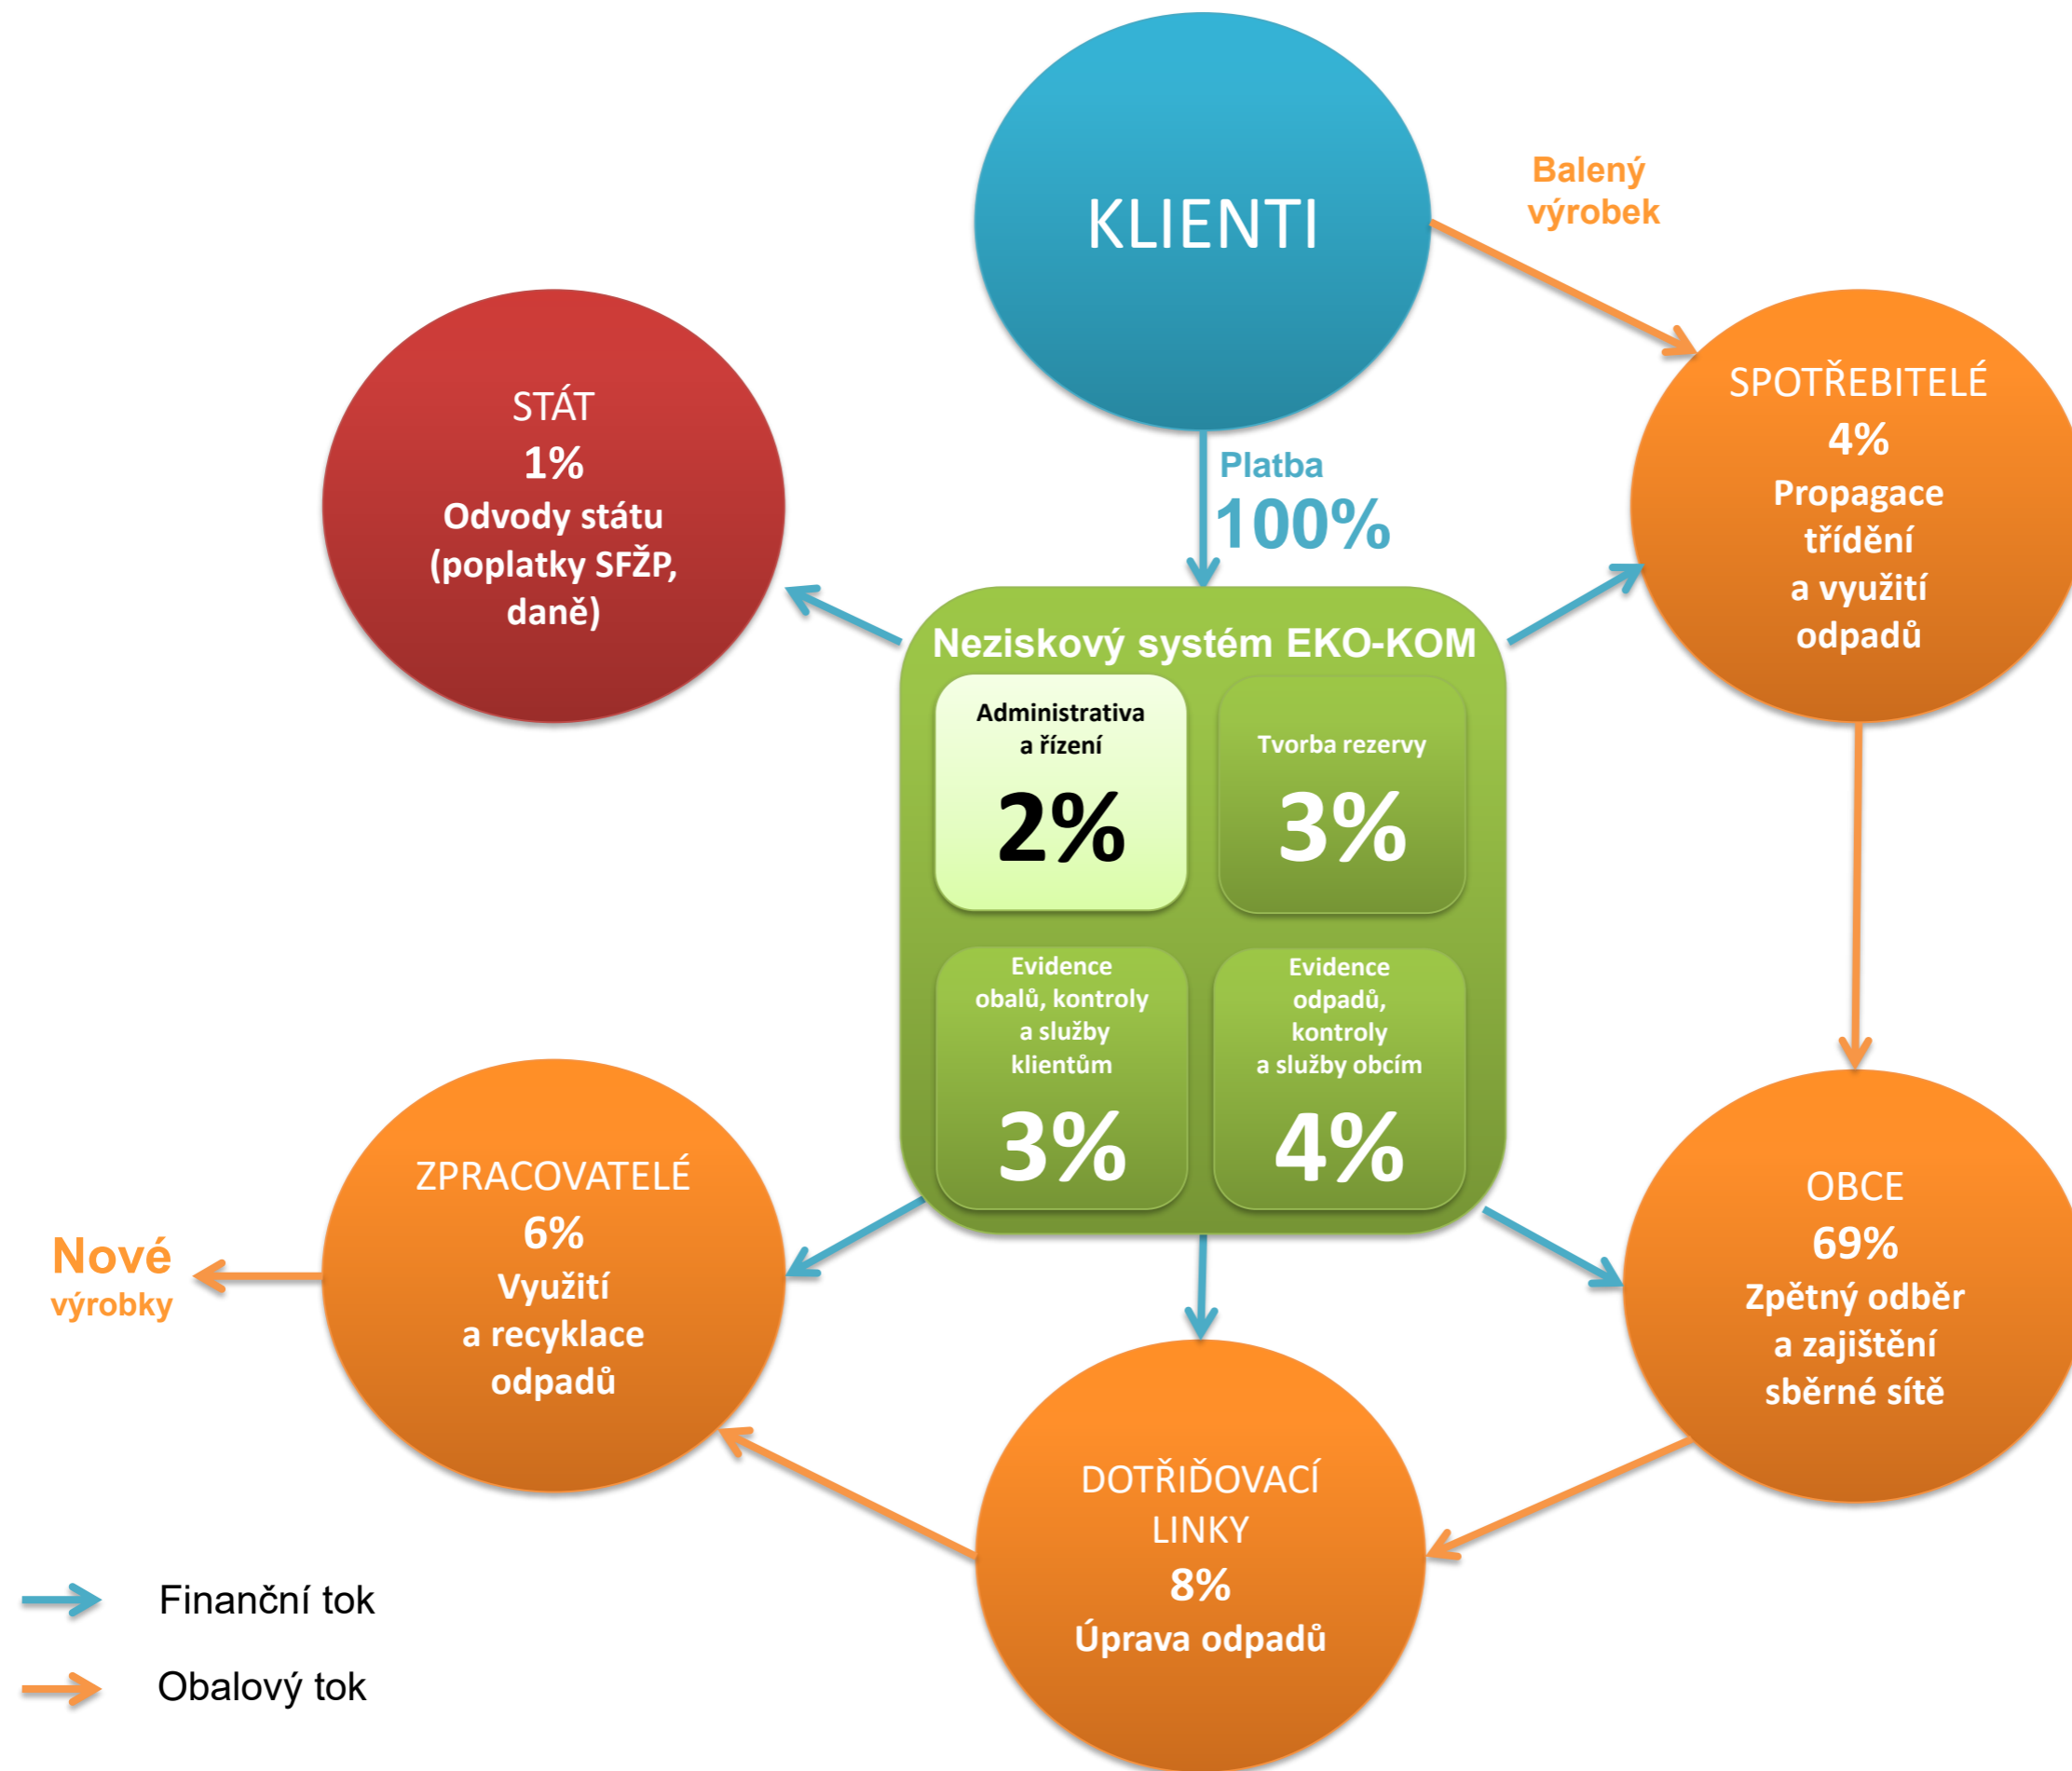 KLIENTI
Balený
výrobek
STÁT
1%
Odvody státu
(poplatky SFŽP,
daně)
Platba
100%
SPOTŘEBITELÉ
4%
Propagace
třídění
a využití
odpadů
Neziskový systém EKO-KOM
Administrativa
a řízení
2%
Tvorba rezervy
3%
Evidence
obalů, kontroly
a služby
klientům
3%
Evidence
odpadů,
kontroly
a služby obcím
4%
ZPRACOVATELÉ
6%
Využití
a recyklace
odpadů
Nové
výrobky
OBCE
69%
Zpětný odběr
a zajištění
sběrné sítě
DOTŘIĎOVACÍ
LINKY
8%
Úprava odpadů
Finanční tok
Obalový tok